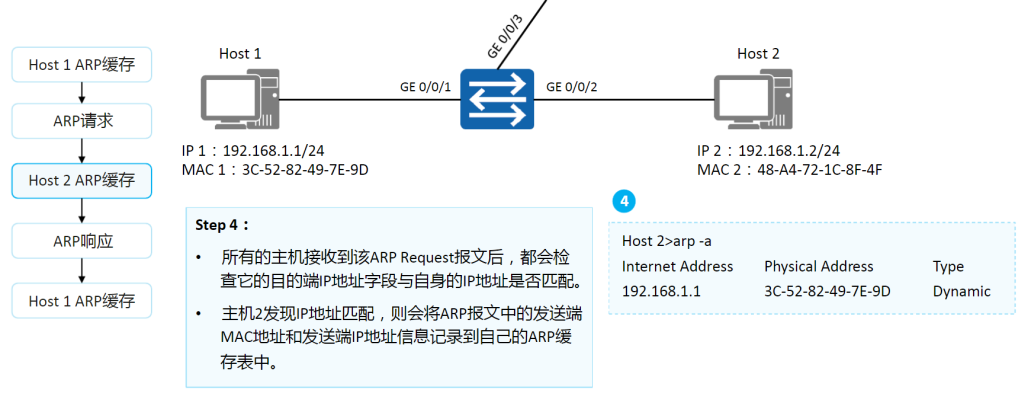 Host 1 ARP缓存
ARP请求
Host 2 ARP缓存
ARP响应
Host 1 ARP缓存
GE 0/0/3
Host 1
Host 2
GE 0/0/1
GE 0/0/2
IP 1：192.168.1.1/24
MAC 1：3C-52-82-49-7E-9D
IP 2：192.168.1.2/24
MAC 2：48-A4-72-1C-8F-4F
Step 4：
• 所有的主机接收到该ARP Request报文后，都会检
查它的目的端IP地址字段与自身的IP地址是否匹配。
• 主机2发现IP地址匹配，则会将ARP报文中的发送端
MAC地址和发送端IP地址信息记录到自己的ARP缓
存表中。
4
Host 2>arp -a
Internet Address Physical Address Type
192.168.1.1 3C-52-82-49-7E-9D Dynamic